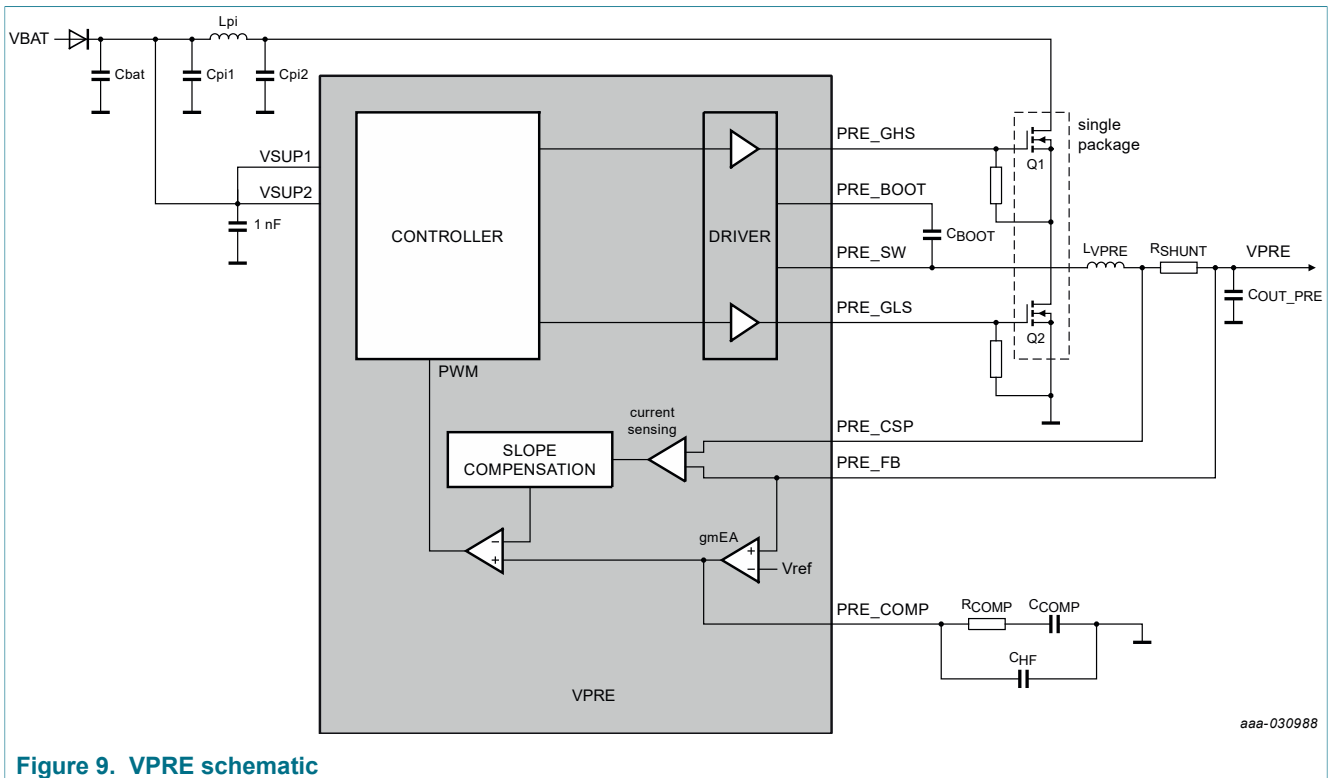 Lpi
VBAT
Cbat
Cpi1
Cpi2
VSUP1
VSUP2
1 nF
CONTROLLER
PWM
DRIVER
PRE_GHS
PRE_BOOT
CBOOT
PRE_SW
PRE_GLS
single
package
Q1
Q2
LVPRE
RSHUNT
VPRE
COUT_PRE
current
sensing
SLOPE
COMPENSATION
PRE_CSP
PRE_FB
gmEA
+
−
Vref
−
+
PRE_COMP
RCOMP
CCOMP
CHF
VPRE
aaa-030988
Figure 9. VPRE schematic